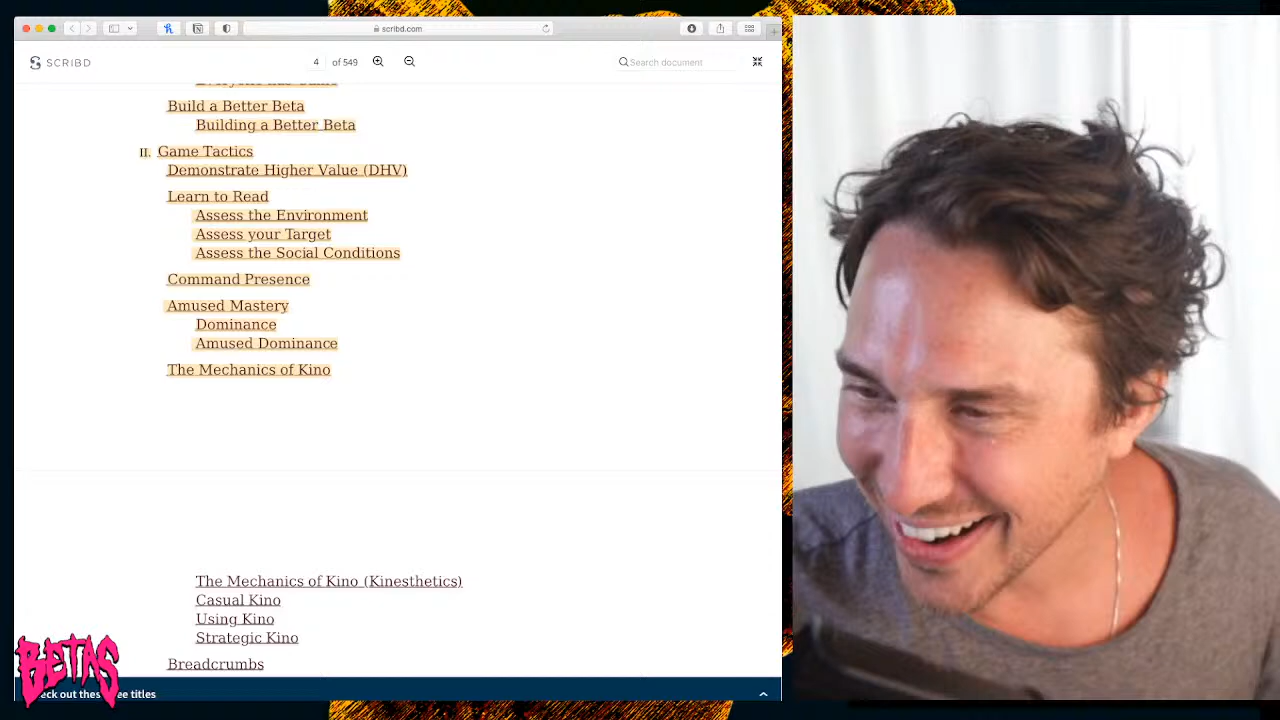 scribd.com
SCRIBD
4 of 549
Search document
Build a Better Beta
Building a Better Beta
II. Game Tactics
Demonstrate Higher Value (DHV)
Learn to Read
Assess the Environment
Assess your Target
Assess the Social Conditions
Command Presence
Amused Mastery
Dominance
Amused Dominance
The Mechanics of Kino
The Mechanics of Kino (Kinesthetics)
Casual Kino
Using Kino
Strategic Kino
Breadcrumbs
BETAS
titles